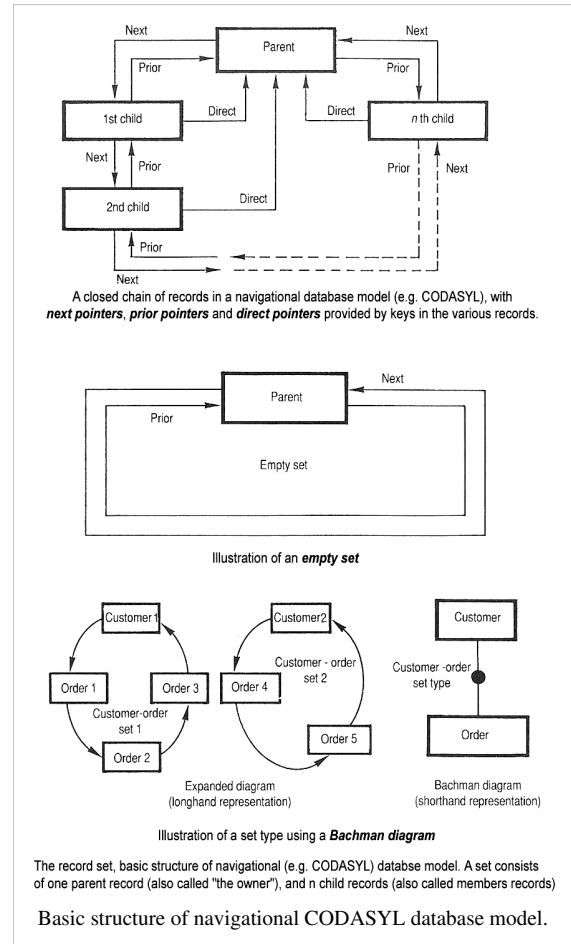 Next
Next
Parent
Prior
Prior
1st child
Direct
Direct
n th child
Next
Prior
Prior
Next
2nd child
Direct
Prior
Next
A closed chain of records in a navigational database model (e.g. CODASYL), with
next pointers, prior pointers and direct pointers provided by keys in the various records.
Next
Parent
Prior
Empty set
Illustration of an empty set
Customer 1
Customer2
Customer
Order 1
Order 3
Customer-order
set 1
Order 2
Order 4
Customer - order
set 2
Order 5
Customer -order
set type
Order
Expanded diagram
(longhand representation)
Bachman diagram
(shorthand representation)
Illustration of a set type using a Bachman diagram
The record set, basic structure of navigational (e.g. CODASYL) databse model. A set consists
of one parent record (also called "the owner"), and n child records (also called members records)
Basic structure of navigational CODASYL database model.